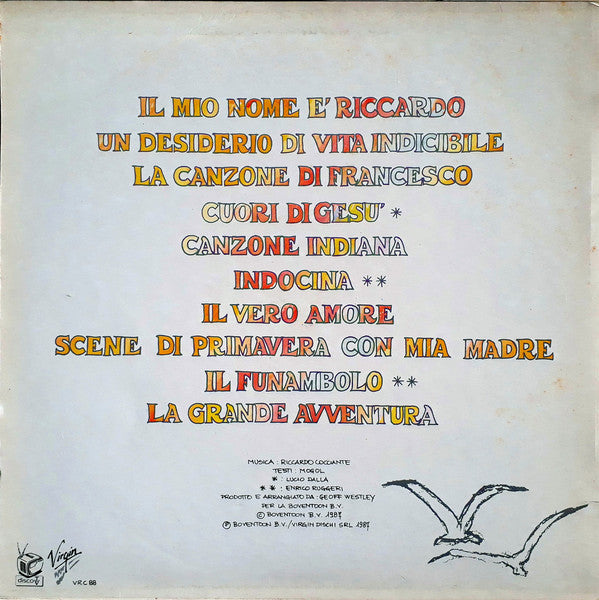 IL MIO NOME E' RICCARDO
UN DESIDERIO DI VITA INDICIBILE
LA CANZONE DI FRANCESCO
CUORI DI GESU' *
CANZONE INDIANA
INDOCINA **
IL VERO AMORE
SCENE DI PRIMAVERA CON MIA MADRE
IL FUNAMBOLO **
LA GRANDE AVVENTURA
MUSICA : RICCARDO COCCIANTE
TESTI : MOGOL
* : LUCIO DALLA
** : ENRICO RUGGERI
PRODOTTO E ARRANGIATO DA : GEOFF WESTLEY
PER LA BOVENTOON B.V.
© BOVENTOON B.V. 1987
℗ BOVENTOON B.V./VIRGIN DISCHI SRL 1987
disco
Virgin
VRC 88